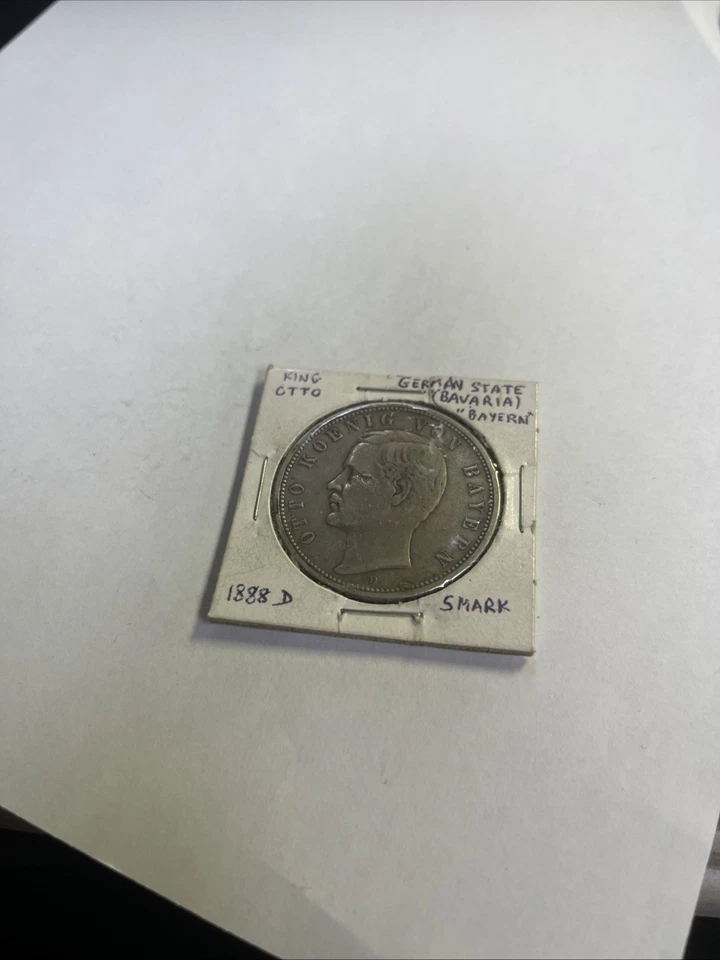 KING
OTTO
GERMAN STATE
(BAVARIA)
"BAYERN"
OTTO KOENIG VON BAYERN
D
1888 D
5MARK